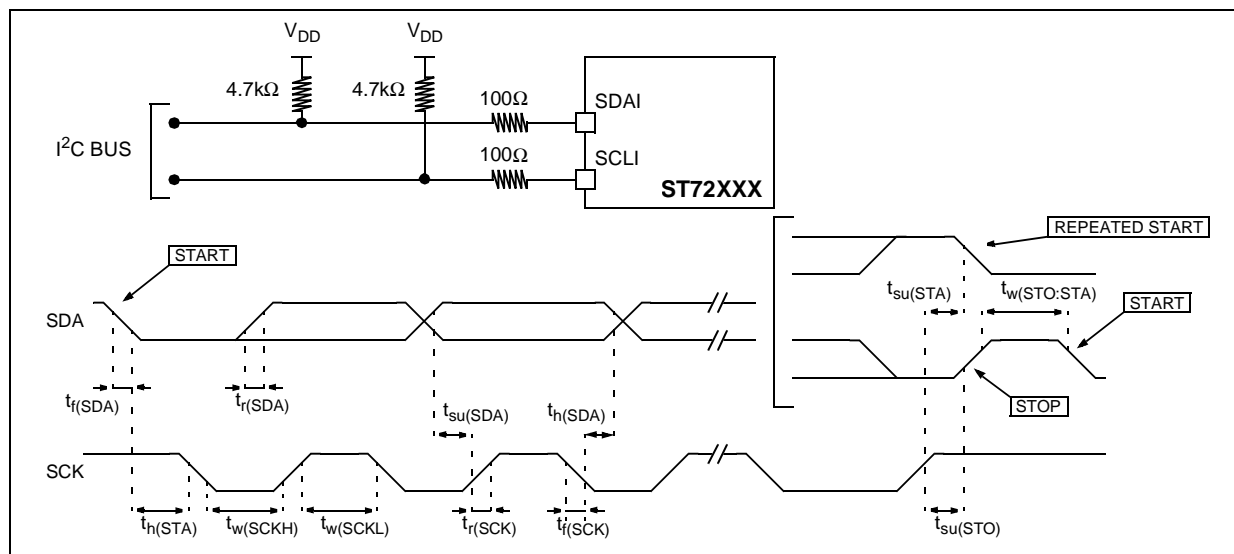 V_DD V_DD
4.7kΩ 4.7kΩ
100Ω
SDAI
I²C BUS
100Ω
SCLI
ST72XXX
REPEATED START
START
t_su(STA) t_w(STO:STA)
START
SDA
t_f(SDA) t_r(SDA)
t_su(SDA) t_h(SDA)
STOP
SCK
t_h(STA) t_w(SCKH) t_w(SCKL) t_r(SCK) t_f(SCK) t_su(STO)